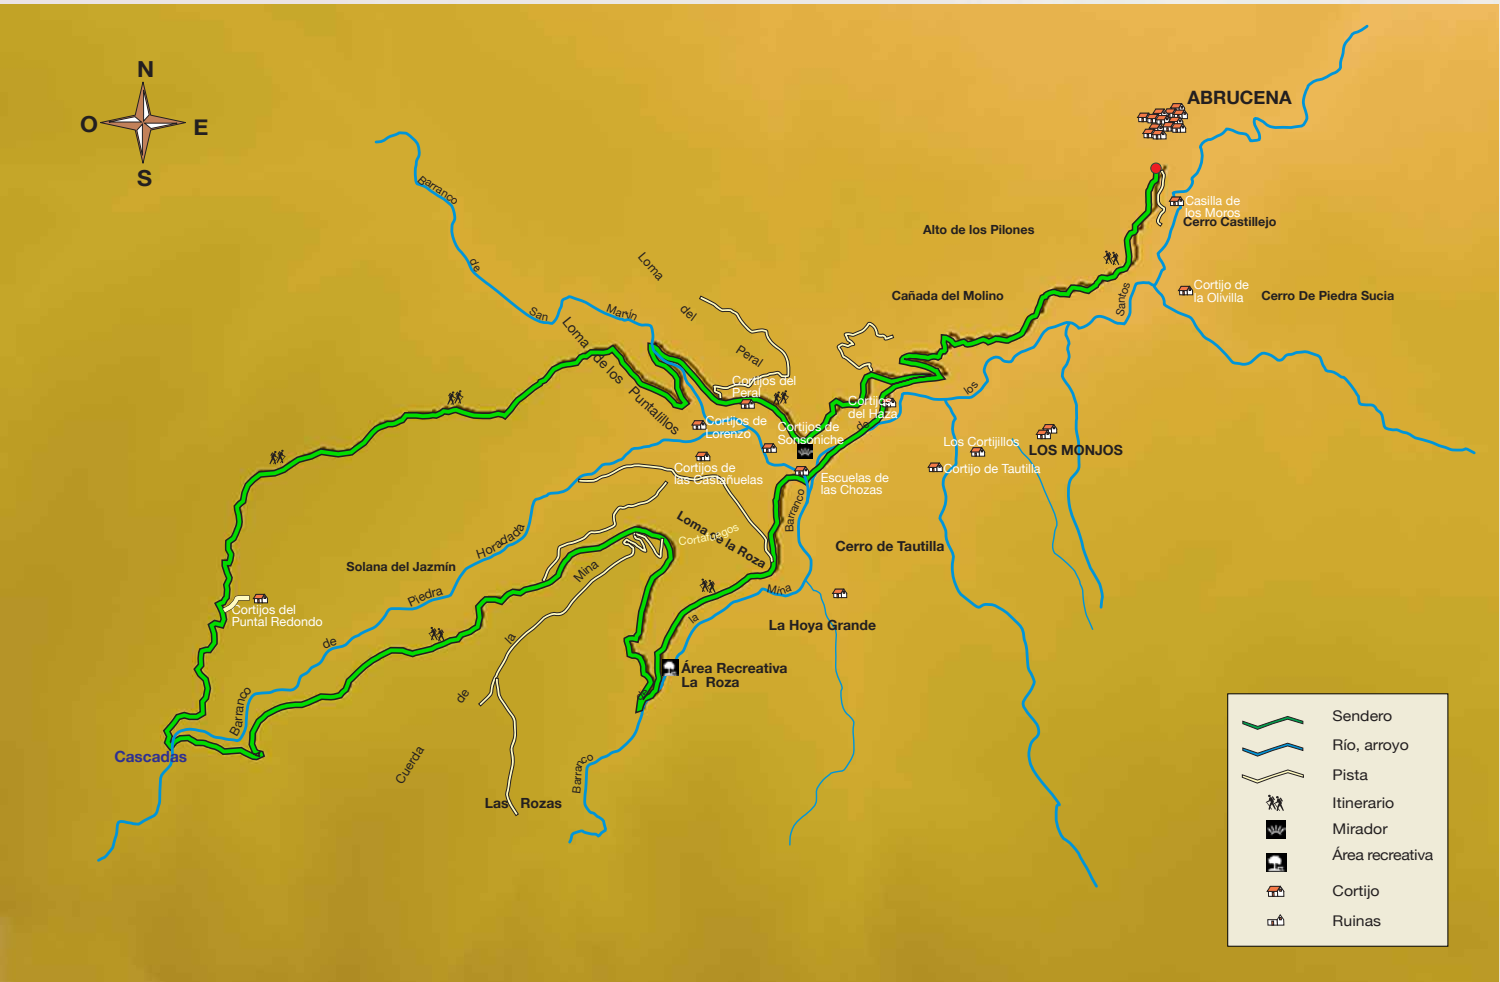 N
O
E
S
ABRUCENA
Casilla de
los Moros
Cerro Castillejo
Alto de los Pilones
Cañada del Molino
Cortijo de
la Olivilla
Cerro De Piedra Sucia
Santos
los
de
Barranco
Barranco
de
San
Marín
Loma
del
Peral
Loma
de los
Puntalillos
Cortijos del
Peral
Cortijos
del Haza
Cortijos de
Lorenzo
Cortijos de
Sonsoniche
Cortijos de
las Castañuelas
Escuelas de
las Chozas
Los Cortijillos
LOS MONJOS
Cortijo de Tautilla
Loma de la Roza
Cortafuegos
Cerro de Tautilla
Solana del Jazmín
Horadada
Piedra
de
Barranco
Mina
la
de
Cuerda
Mina
la
de
Barranco
Cortijos del
Puntal Redondo
La Hoya Grande
Área Recreativa
La Roza
Cascadas
Las Rozas
Sendero
Río, arroyo
Pista
Itinerario
Mirador
Área recreativa
Cortijo
Ruinas